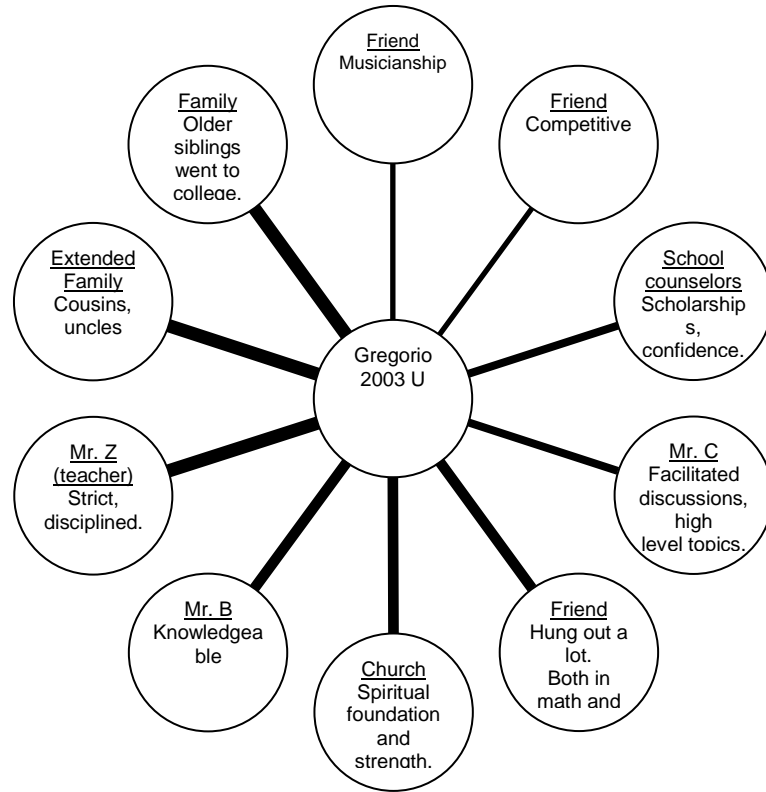 Friend
Musicianship
Friend
Competitive
School
counselors
Scholarship
s,
confidence.
Mr. C
Facilitated
discussions,
high
level topics.
Friend
Hung out a
lot.
Both in
math and
Church
Spiritual
foundation
and
strength.
Mr. B
Knowledgea
ble
Mr. Z
(teacher)
Strict,
disciplined.
Extended
Family
Cousins,
uncles
Family
Older
siblings
went to
college.
Gregorio
2003 U